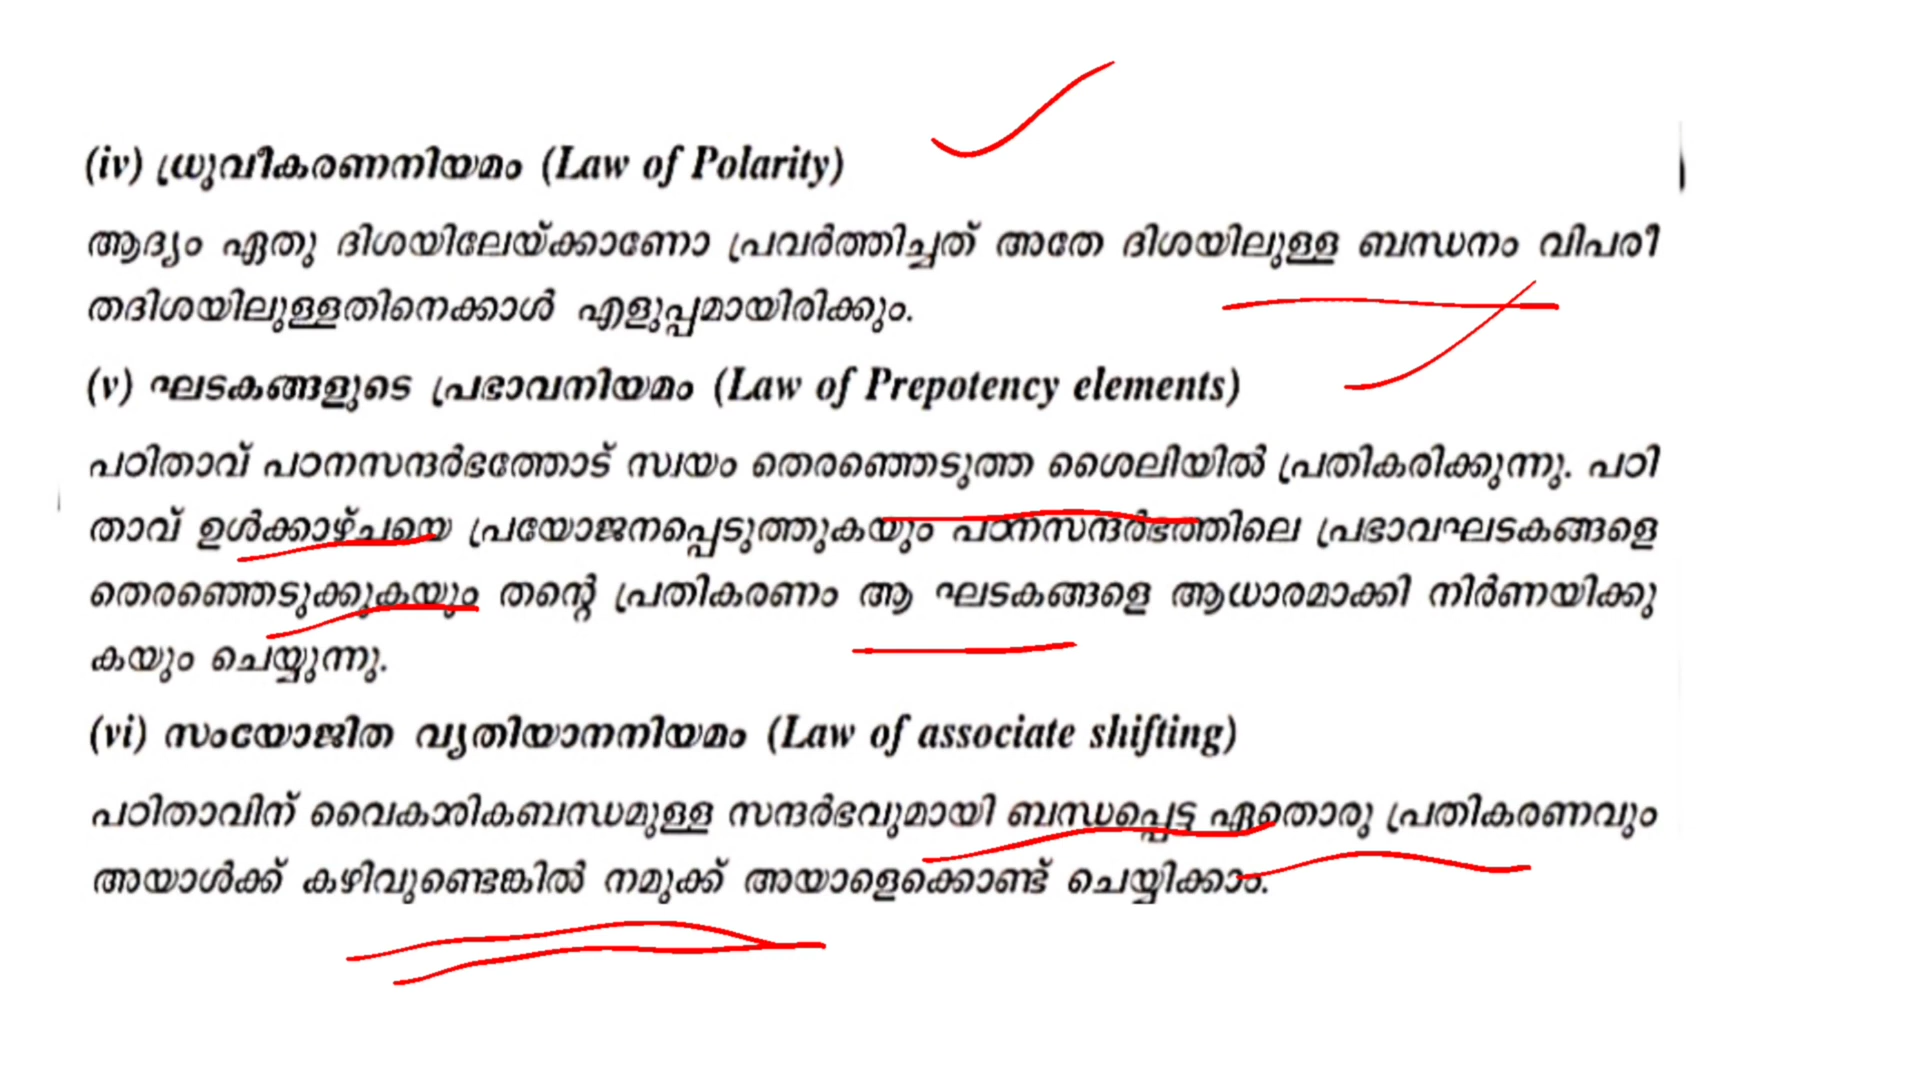 (iv) ധ്രുവീകരണനിയമം (Law of Polarity)
ആദ്യം ഏതു ദിശയിലേയ്ക്കാണോ പ്രവർത്തിച്ചത് അതേ ദിശയിലുള്ള ബന്ധനം വിപരീ
തദിശയിലുള്ളതിനെക്കാൾ എളുപ്പമായിരിക്കും.
(v) ഘടകങ്ങളുടെ പ്രഭാവനിയമം (Law of Prepotency elements)
പഠിതാവ് പഠനസന്ദർഭത്തോട് സ്വയം തെരഞ്ഞെടുത്ത ശൈലിയിൽ പ്രതികരിക്കുന്നു. പഠി
താവ് ഉൾക്കാഴ്ചയെ പ്രയോജനപ്പെടുത്തുകയും പഠനസന്ദർഭത്തിലെ പ്രഭാവഘടകങ്ങളെ
തെരഞ്ഞെടുക്കുകയും തന്റെ പ്രതികരണം ആ ഘടകങ്ങളെ ആധാരമാക്കി നിർണയിക്കു
കയും ചെയ്യുന്നു.
(vi) സംയോജിത വ്യതിയാനനിയമം (Law of associate shifting)
പഠിതാവിന് വൈകാരികബന്ധമുള്ള സന്ദർഭവുമായി ബന്ധപ്പെട്ട ഏതൊരു പ്രതികരണവും
അയാൾക്ക് കഴിവുണ്ടെങ്കിൽ നമുക്ക് അയാളെക്കൊണ്ട് ചെയ്യിക്കാം.